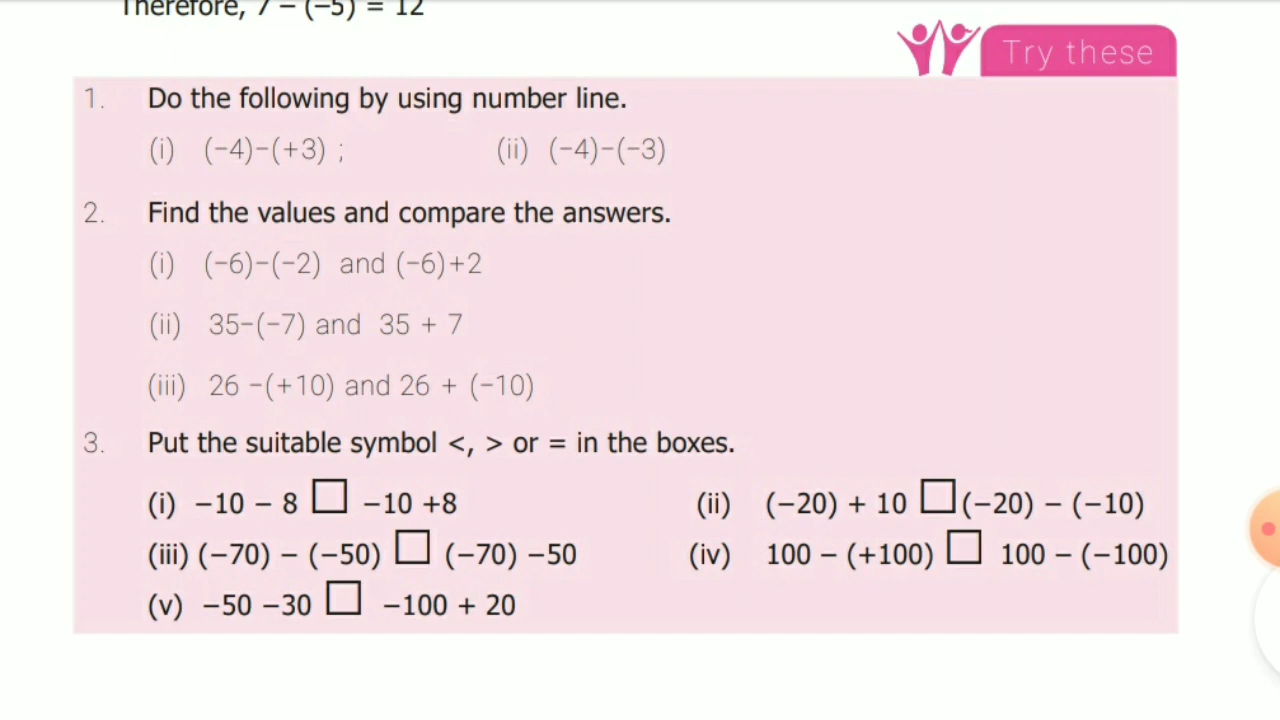 Therefore, 7 – (–5) = 12
Try these
1. Do the following by using number line.
(i) (−4)−(+3) ; (ii) (−4)−(−3)
2. Find the values and compare the answers.
(i) (−6)−(−2) and (−6)+2
(ii) 35−(−7) and 35 + 7
(iii) 26 −(+10) and 26 + (−10)
3. Put the suitable symbol <, > or = in the boxes.
(i) –10 – 8 □ –10 +8 (ii) (–20) + 10 □ (–20) – (–10)
(iii) (–70) – (–50) □ (–70) –50 (iv) 100 – (+100) □ 100 – (–100)
(v) –50 –30 □ –100 + 20